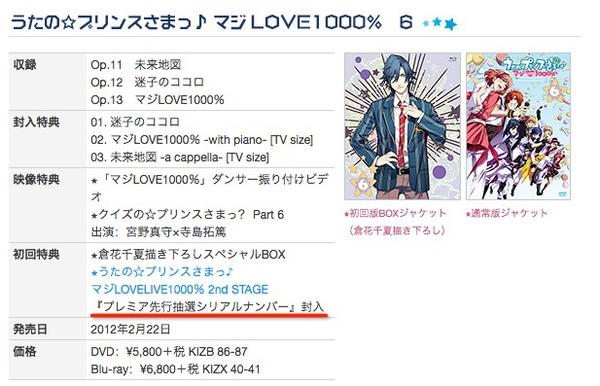 うたの☆プリンスさまっ♪ マジLOVE1000% 6
収録
Op.11 未来地図
Op.12 迷子のココロ
Op.13 マジLOVE1000%
封入特典
01. 迷子のココロ
02. マジLOVE1000% -with piano- [TV size]
03. 未来地図 -a cappella- [TV size]
映像特典
★「マジLOVE1000%」ダンサー振り付けビデ
オ
★クイズの☆プリンスさまっ？ Part 6
出演：宮野真守×寺島拓篤
初回特典
★倉花千夏描き下ろしスペシャルBOX
★うたの☆プリンスさまっ♪
マジLOVELIVE1000% 2nd STAGE
『プレミア先行抽選シリアルナンバー』封入
発売日
2012年2月22日
価格
DVD：¥5,800＋税 KIZB 86-87
Blu-ray：¥6,800＋税 KIZX 40-41
6
★初回版BOXジャケット
（倉花千夏描き下ろし）
マジLOVE1000%
6
★通常版ジャケット